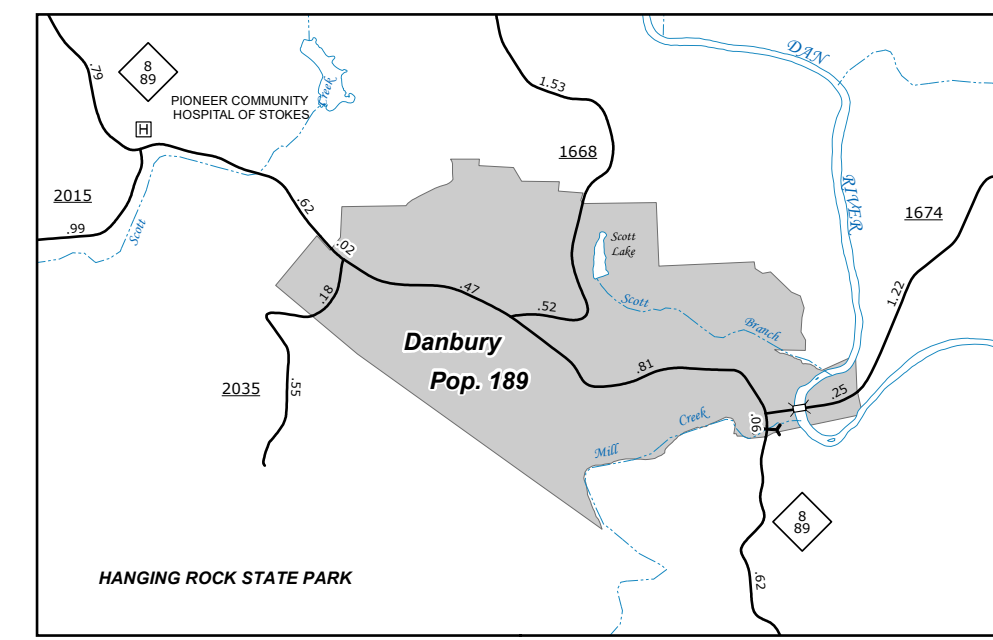 .79
8
89
PIONEER COMMUNITY
HOSPITAL OF STOKES
H
Creek
1.53
DAN
RIVER
1668
2015
.99
Scott
.62
.02
1674
Scott
Lake
.18
.47
.52
Scott
Branch
1.22
Danbury
Pop. 189
.81
2035
.55
.25
.06
Creek
Mill
8
89
.62
HANGING ROCK STATE PARK